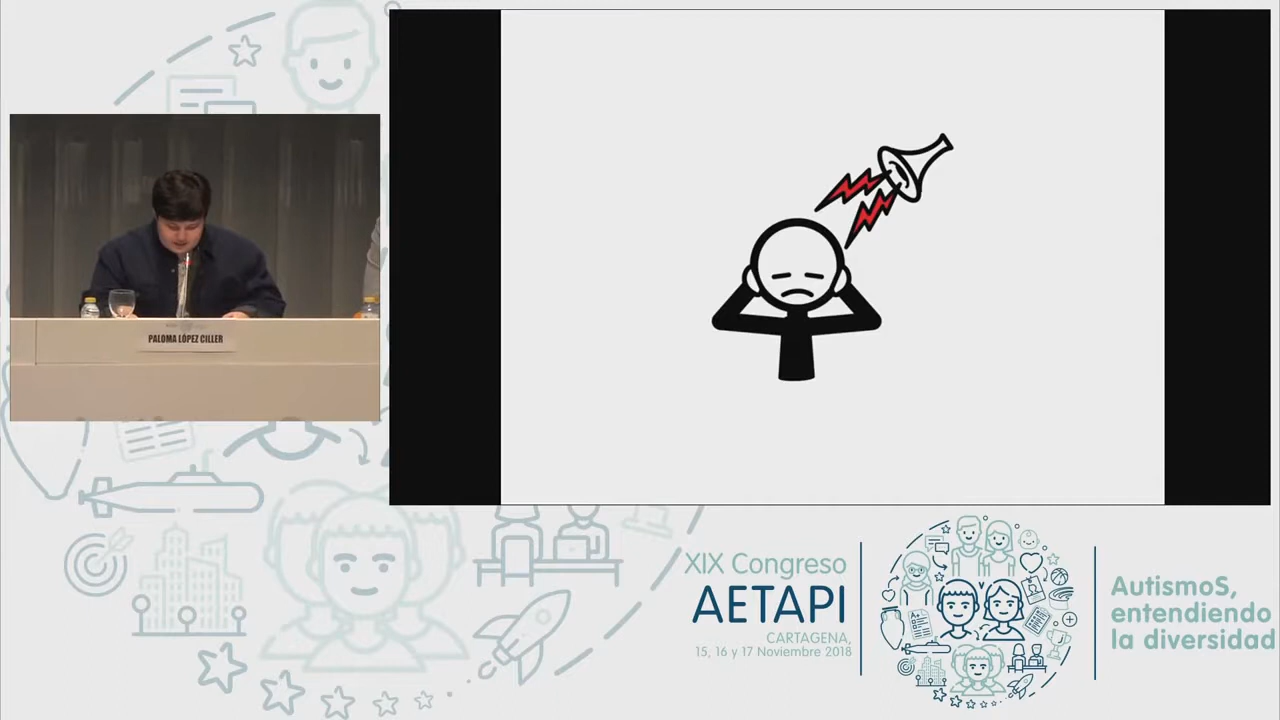 PALOMA LÓPEZ CILLER
XIX Congreso
AETAPI
CARTAGENA,
15, 16 y 17 Noviembre 2018
AutismoS,
entendiendo
la diversidad